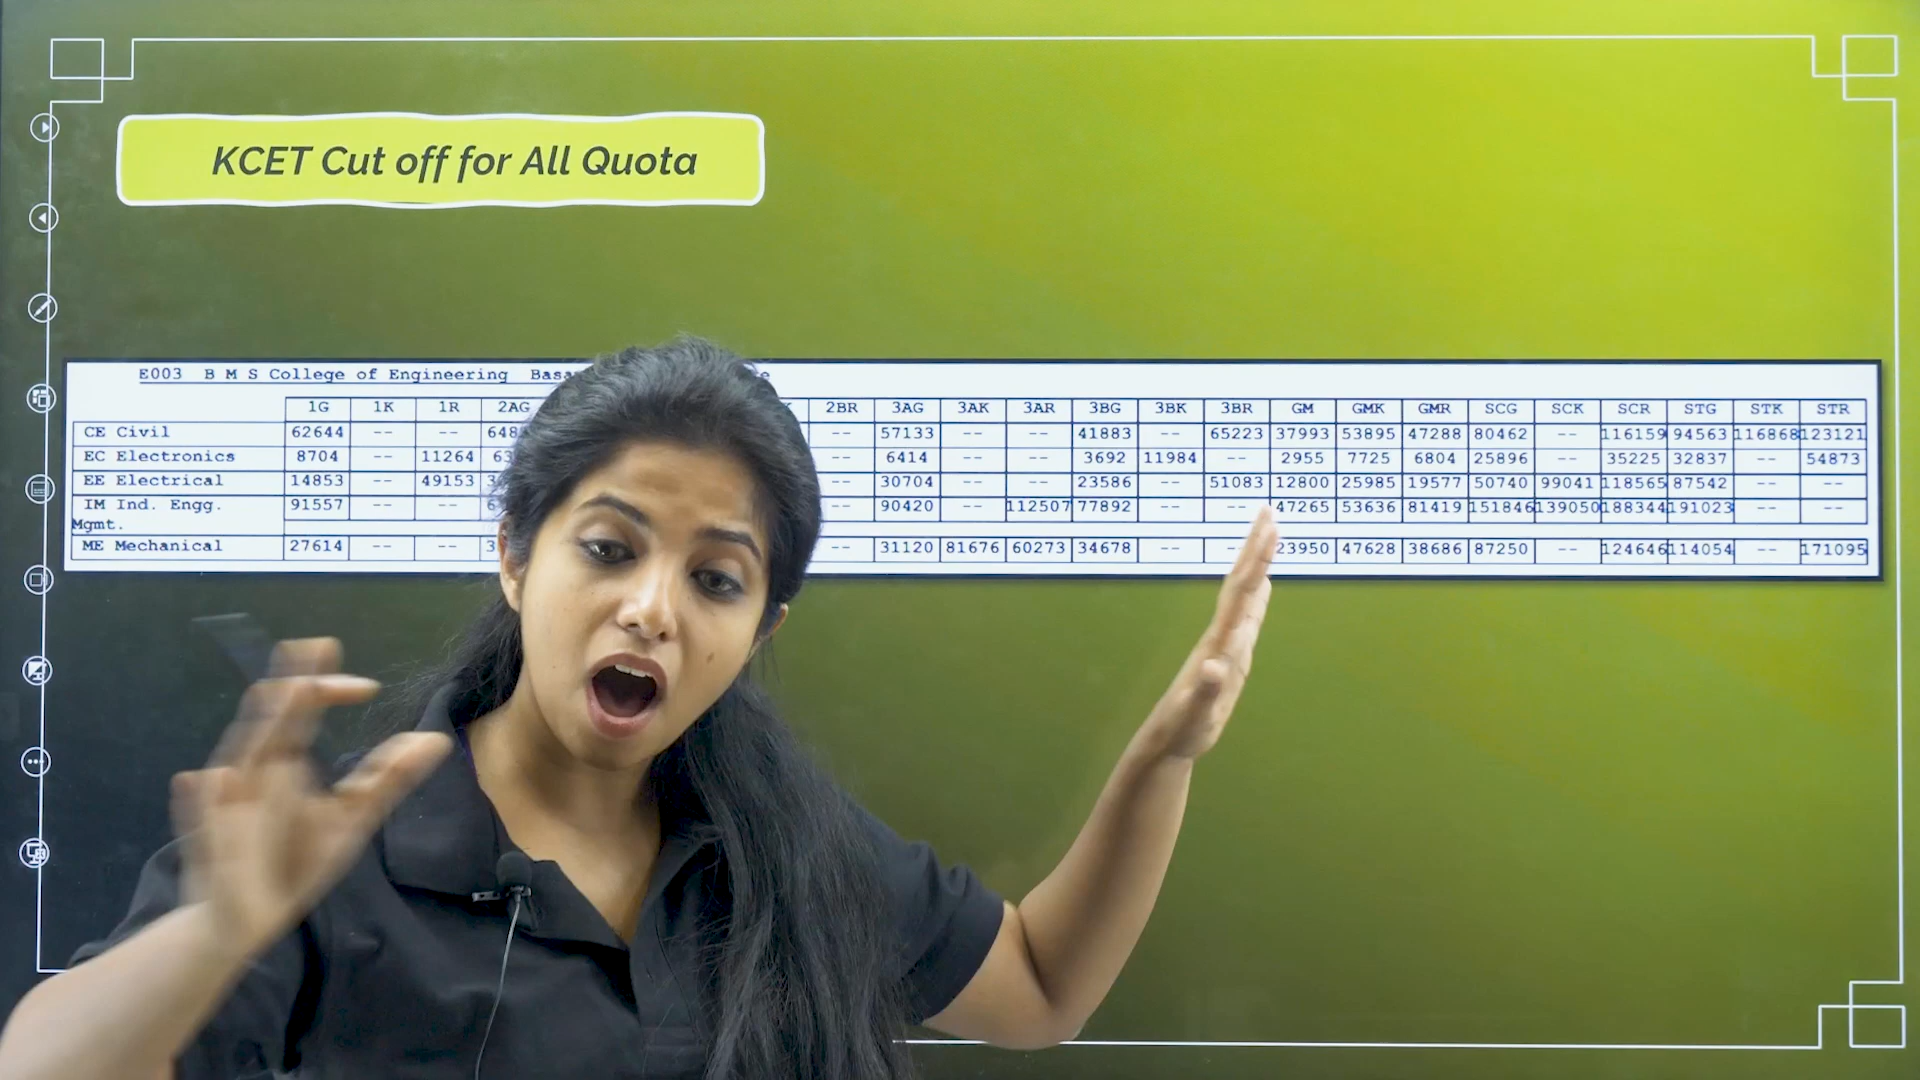 KCET Cut off for All Quota
E003 B M S College of Engineering
1G 1K 1R 2AG 2BR 3AG 3AK 3AR 3BG 3BK 3BR GM GMK GMR SCG SCK SCR STG STK STR
CE Civil 62644 -- -- -- 57133 -- -- 41883 -- 65223 37993 53895 47288 80462 -- 116159 94563 116868 123121
EC Electronics 8704 -- 11264 -- 6414 -- -- 3692 11984 -- 2955 7725 6804 25896 -- 35225 32837 -- 54873
EE Electrical 14853 -- 49153 -- 30704 -- -- 23586 -- 51083 12800 25985 19577 50740 99041 118565 87542 -- --
IM Ind. Engg. 91557 -- -- -- 90420 -- 112507 77892 -- -- 47265 53636 81419 151846 139050 188344 191023 -- --
Mgmt.
ME Mechanical 27614 -- -- -- 31120 81676 60273 34678 -- -- 23950 47628 38686 87250 -- 124646 114054 -- 171095